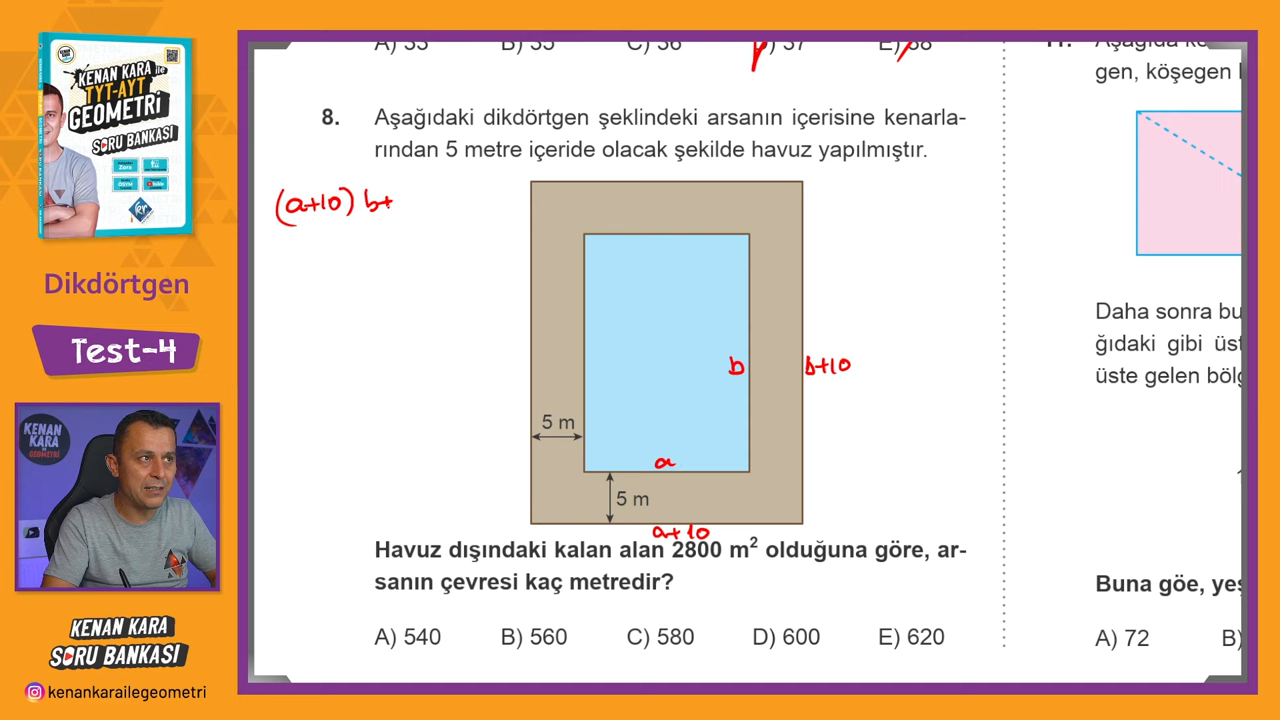 KENAN KARA ile
TYT-AYT
GEOMETRİ
SORU BANKASI
Dikdörtgen
Test-4
KENAN
KARA
GEOMETRİ
KENAN KARA
SORU BANKASI
kenankarailegeometri
A) 33 B) 35 C) 36 D) 37 E) 38
8. Aşağıdaki dikdörtgen şeklindeki arsanın içerisine kenarla-
rından 5 metre içeride olacak şekilde havuz yapılmıştır.
(a+10) b+
b
b+10
5 m
a
5 m
a+10
Havuz dışındaki kalan alan 2800 m² olduğuna göre, ar-
sanın çevresi kaç metredir?
A) 540 B) 560 C) 580 D) 600 E) 620
11. Aşağıda
gen, köşegen
Daha sonra bu
ğıdaki gibi üst
üste gelen bölg
Buna göe, yeş
A) 72 B)